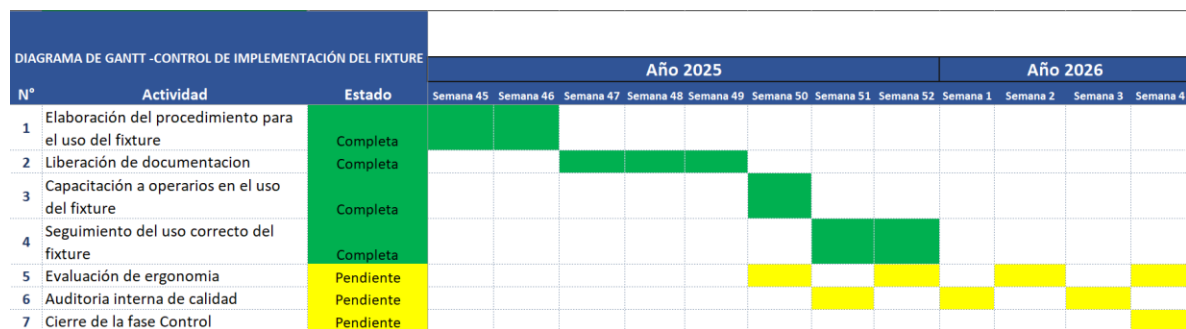 DIAGRAMA DE GANTT -CONTROL DE IMPLEMENTACIÓN DEL FIXTURE
Año 2025 Año 2026
N° Actividad Estado Semana 45 Semana 46 Semana 47 Semana 48 Semana 49 Semana 50 Semana 51 Semana 52 Semana 1 Semana 2 Semana 3 Semana 4
1 Elaboración del procedimiento para
el uso del fixture Completa
2 Liberación de documentacion Completa
3 Capacitación a operarios en el uso
del fixture Completa
4 Seguimiento del uso correcto del
fixture Completa
5 Evaluación de ergonomia Pendiente
6 Auditoria interna de calidad Pendiente
7 Cierre de la fase Control Pendiente